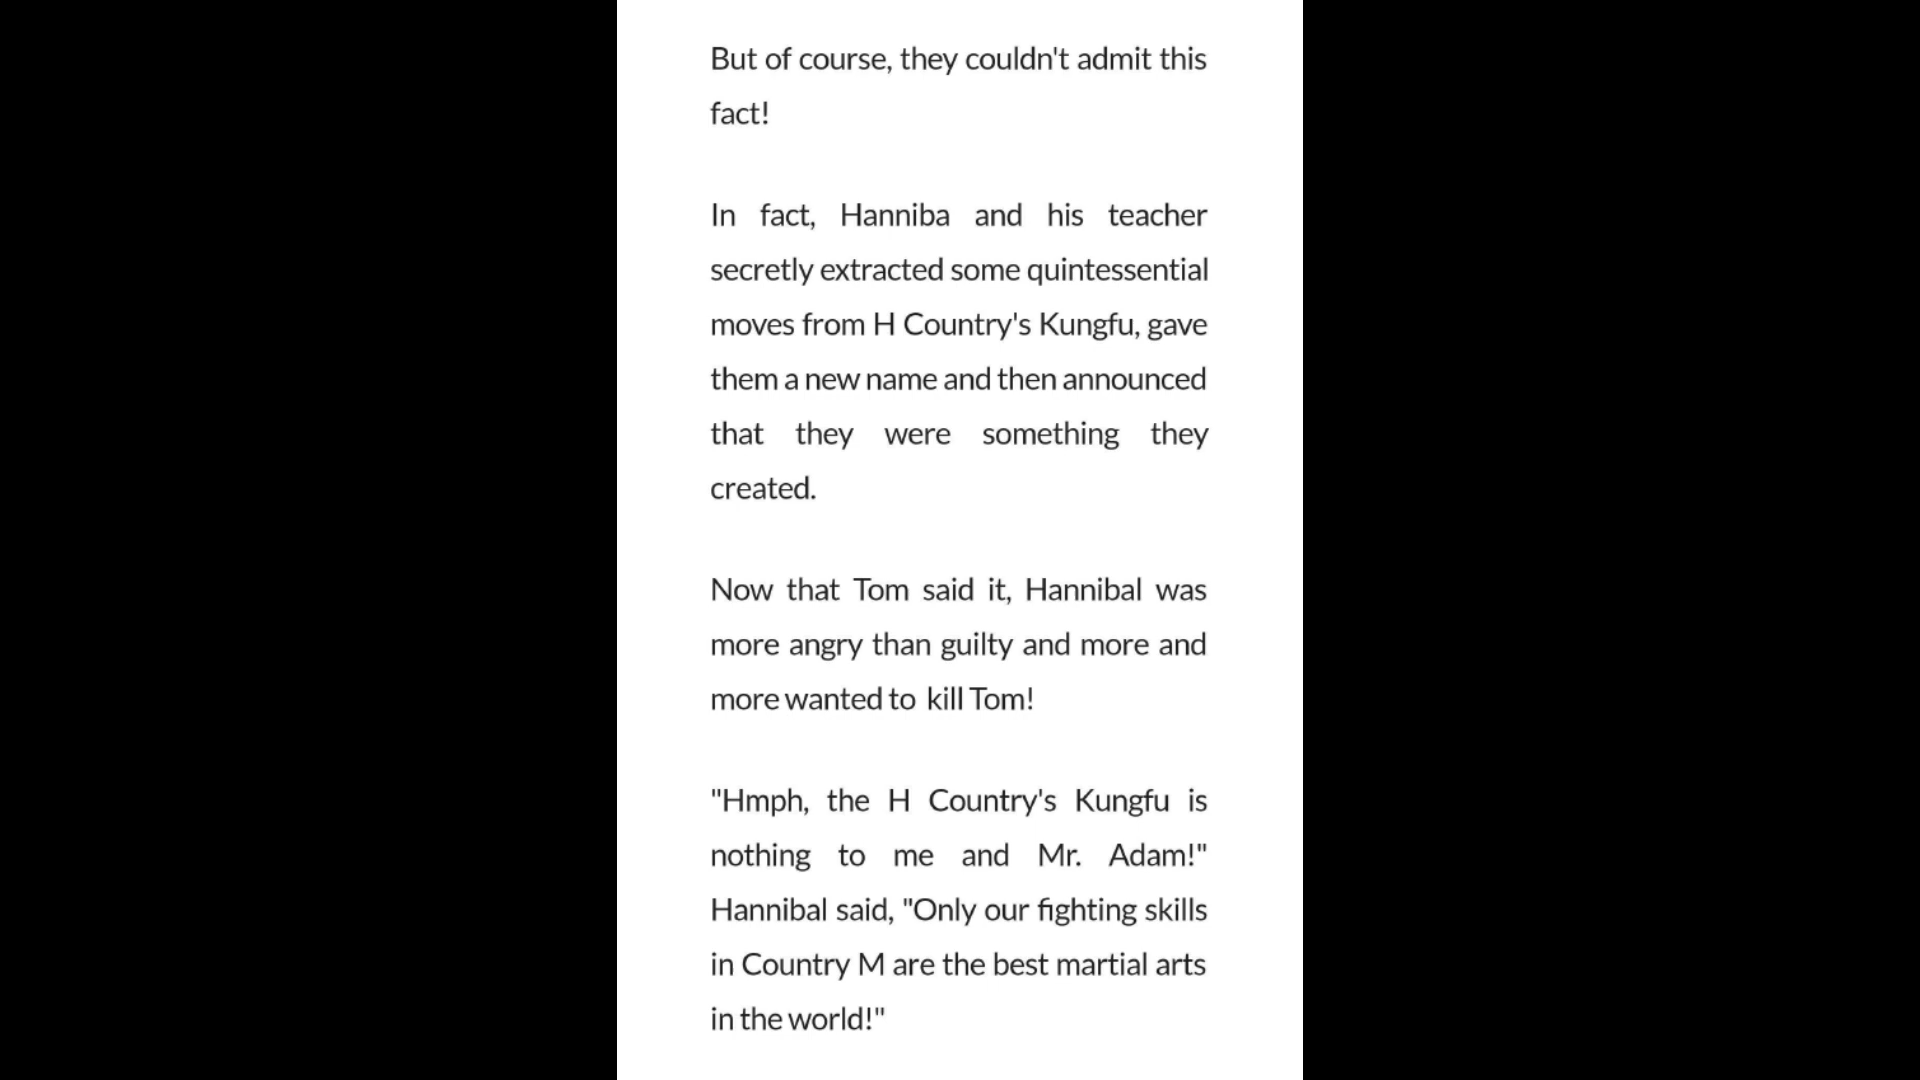 But of course, they couldn't admit this
fact!
In fact, Hanniba and his teacher
secretly extracted some quintessential
moves from H Country's Kungfu, gave
them a new name and then announced
that they were something they
created.
Now that Tom said it, Hannibal was
more angry than guilty and more and
more wanted to kill Tom!
"Hmph, the H Country's Kungfu is
nothing to me and Mr. Adam!"
Hannibal said, "Only our fighting skills
in Country M are the best martial arts
in the world!"